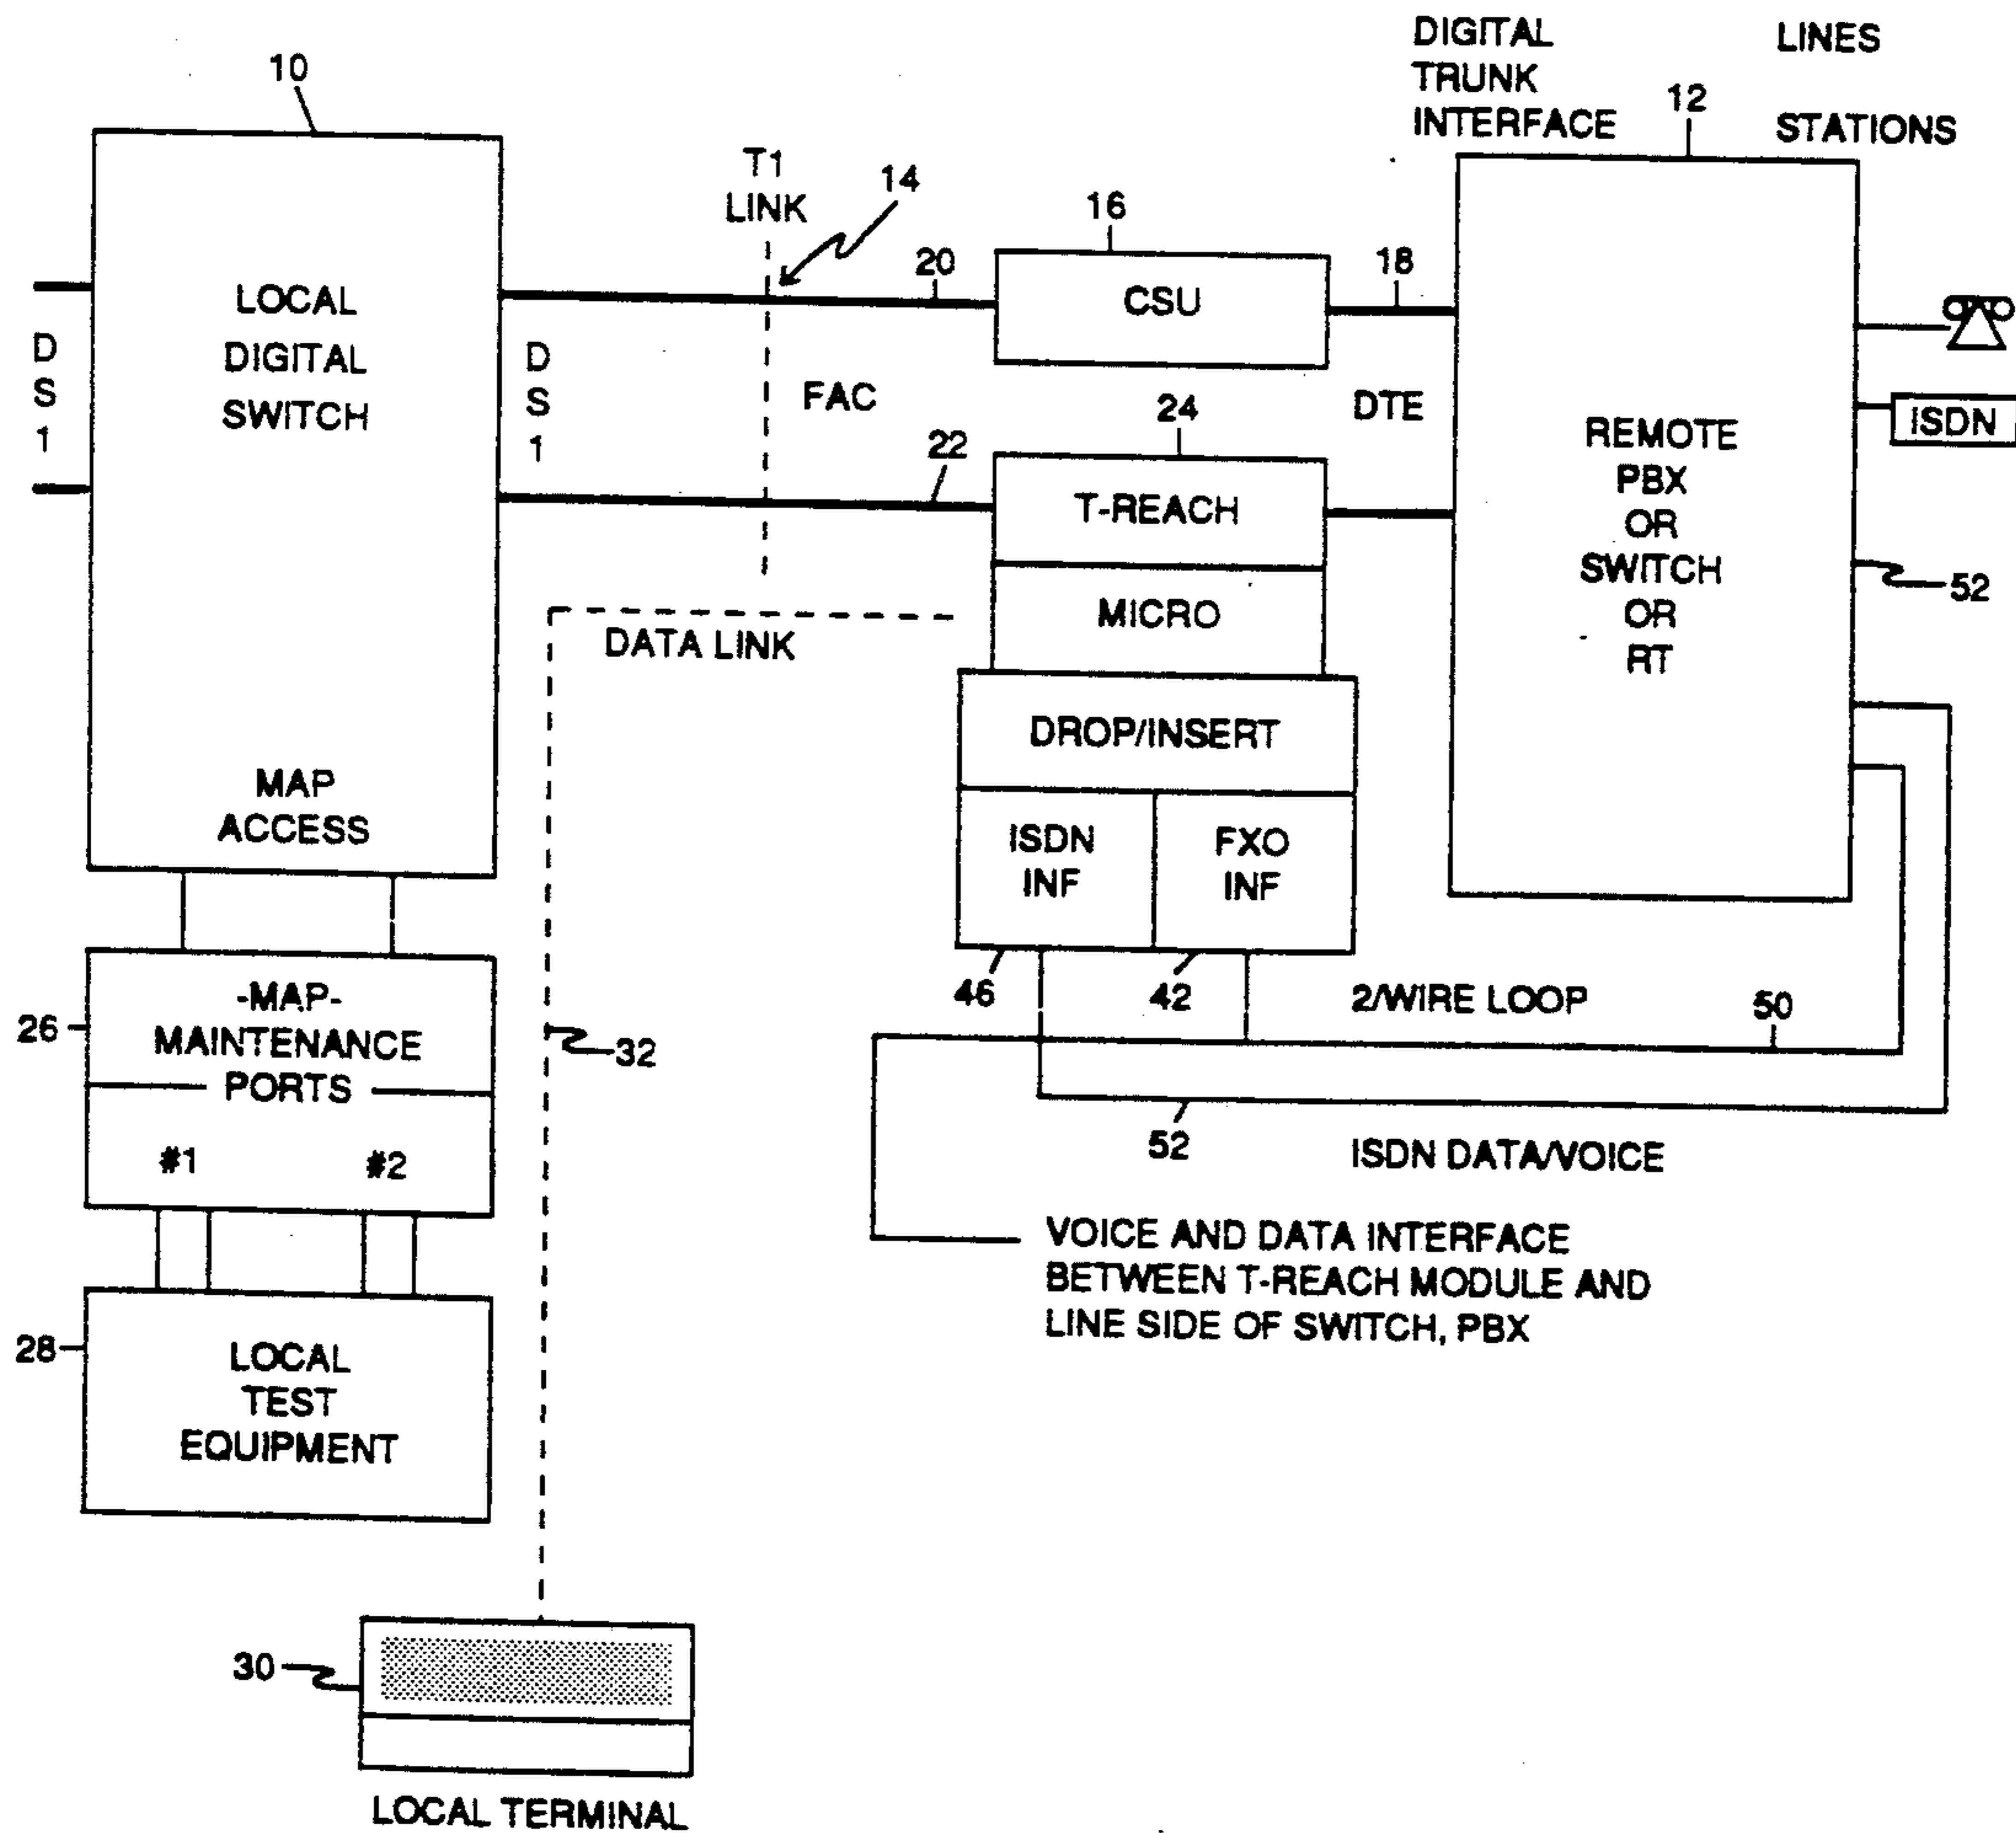 DIGITAL
TRUNK
INTERFACE
LINES
STATIONS
10
12
T1
LINK
14
16
20
18
CSU
LOCAL
DIGITAL
SWITCH
D
S
1
D
S
1
FAC
DTE
22
24
T-REACH
MICRO
DATA LINK
DROP/INSERT
ISDN
INF
FXO
INF
REMOTE
PBX
OR
SWITCH
OR
RT
ISDN
52
MAP
ACCESS
46
42
2/WIRE LOOP
50
26
-MAP-
MAINTENANCE
PORTS
#1
#2
32
52
ISDN DATA/VOICE
VOICE AND DATA INTERFACE
BETWEEN T-REACH MODULE AND
LINE SIDE OF SWITCH, PBX
28
LOCAL
TEST
EQUIPMENT
30
LOCAL TERMINAL